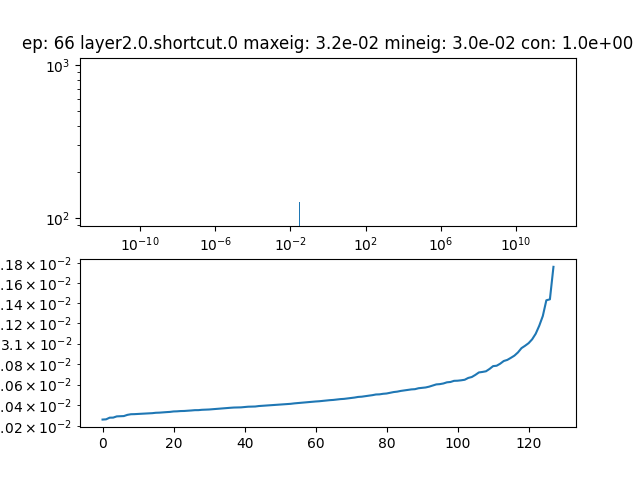 ep: 66 layer2.0.shortcut.0 maxeig: 3.2e-02 mineig: 3.0e-02 con: 1.0e+00
10³
10²
10⁻¹⁰ 10⁻⁶ 10⁻² 10² 10⁶ 10¹⁰
.18 × 10⁻²
.16 × 10⁻²
.14 × 10⁻²
.12 × 10⁻²
3.1 × 10⁻²
.08 × 10⁻²
.06 × 10⁻²
.04 × 10⁻²
.02 × 10⁻²
0 20 40 60 80 100 120